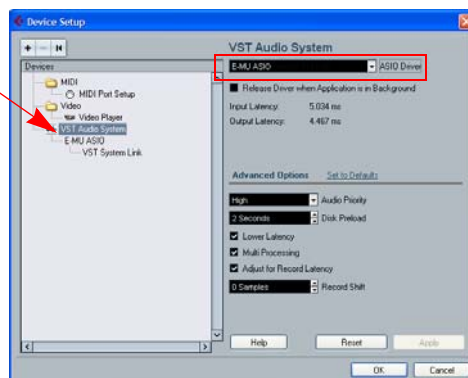 Device Setup
Devices
MIDI
MIDI Port Setup
Video
Video Player
VST Audio System
E-MU ASIO
VST System Link
VST Audio System
E-MU ASIO ASIO Driver
Release Driver when Application is in Background
Input Latency: 5.034 ms
Output Latency: 4.467 ms
Advanced Options Set to Defaults
High Audio Priority
2 Seconds Disk Preload
Lower Latency
Multi Processing
Adjust for Record Latency
0 Samples Record Shift
Help Reset Apply
OK Cancel